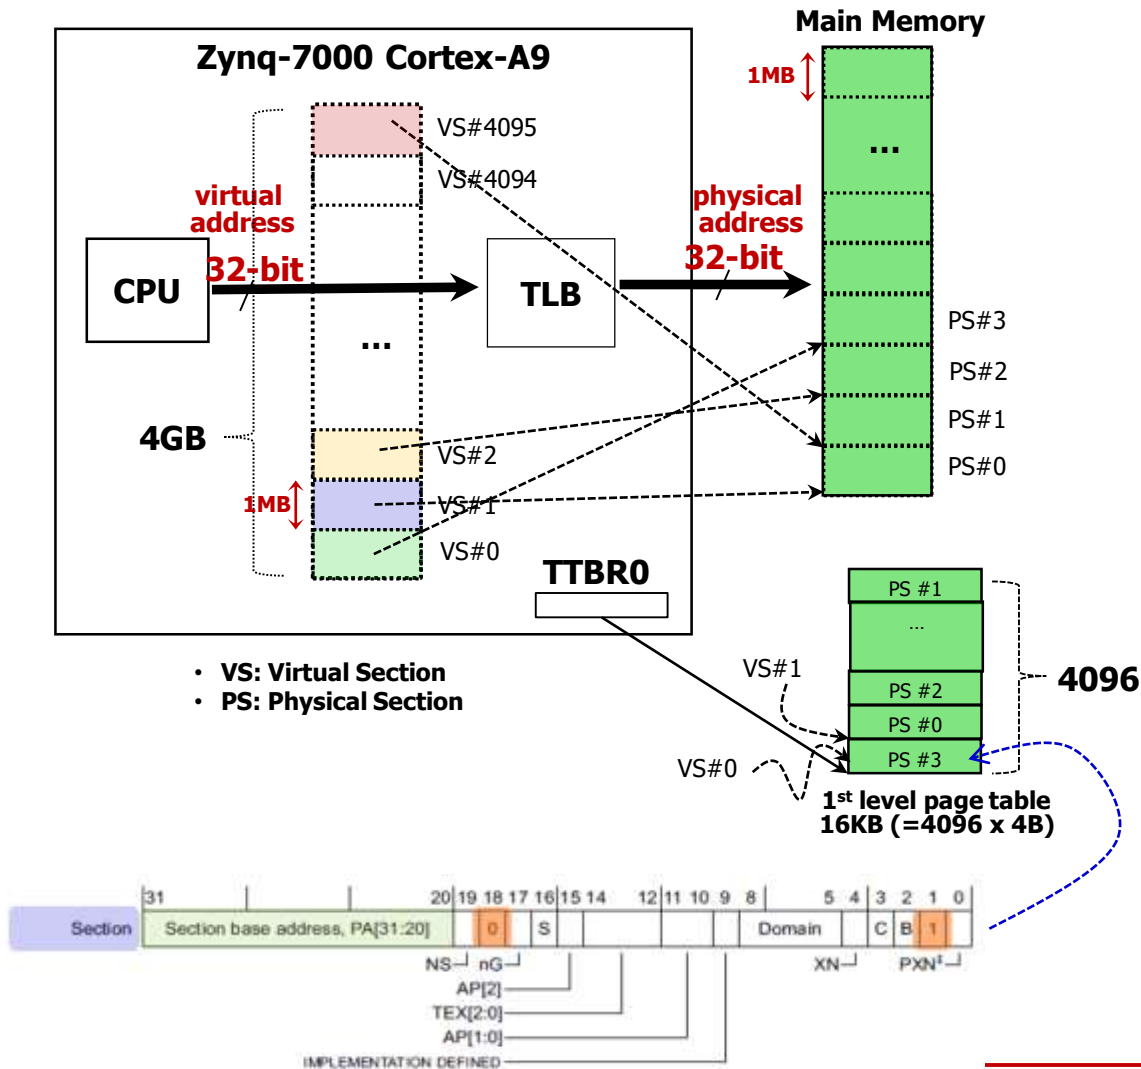 Main Memory
Zynq-7000 Cortex-A9
1MB
VS#4095
...
VS#4094
virtual
address
32-bit
physical
address
32-bit
CPU
TLB
...
PS#3
PS#2
4GB
PS#1
VS#2
PS#0
1MB
VS#1
VS#0
TTBR0
PS #1
...
• VS: Virtual Section
• PS: Physical Section
VS#1
4096
PS #2
PS #0
VS#0
PS #3
1st level page table
16KB (=4096 x 4B)
31 20 19 18 17 16 15 14 12 11 10 9 8 5 4 3 2 1 0
Section Section base address, PA[31:20] 0 S Domain C B 1
NS nG XN PXN‡
AP[2]
TEX[2:0]
AP[1:0]
IMPLEMENTATION DEFINED